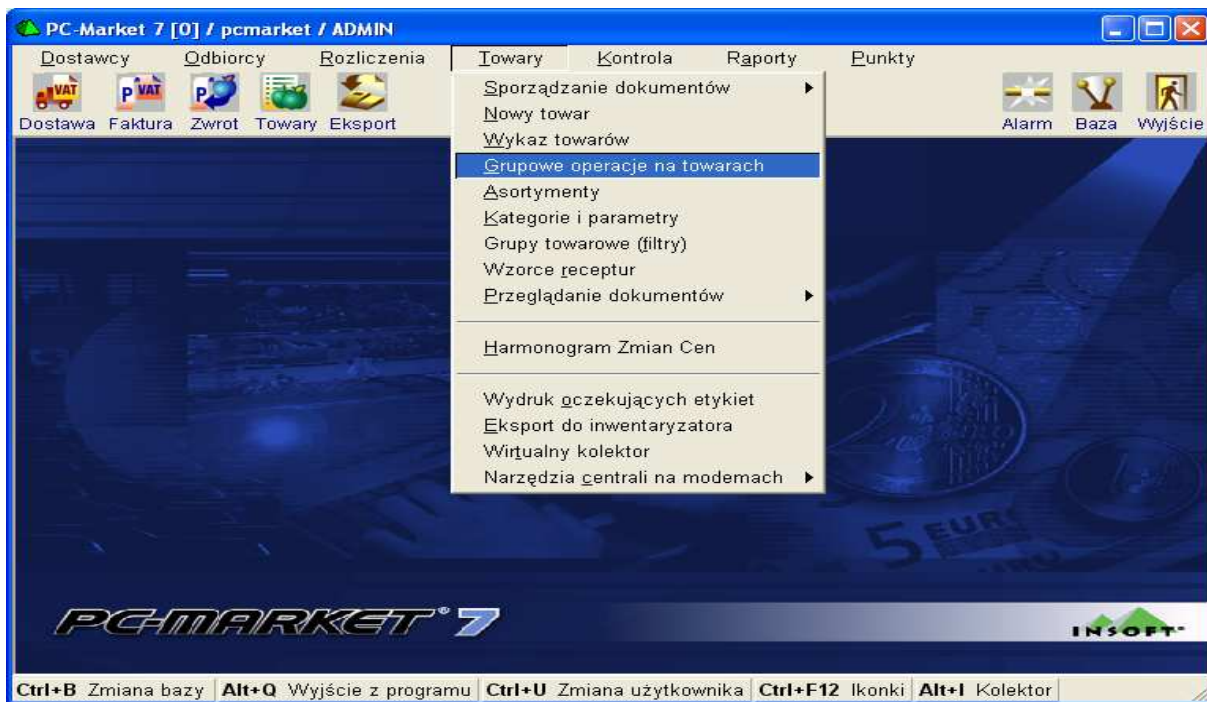 PC-Market 7 [0] / pcmarket / ADMIN
Dostawcy Odbiorcy Rozliczenia Towary Kontrola Raporty Punkty
VAT P VAT P
Dostawa Faktura Zwrot Towary Eksport Alarm Baza Wyjście
Sporządzanie dokumentów
Nowy towar
Wykaz towarów
Grupowe operacje na towarach
Asortymenty
Kategorie i parametry
Grupy towarowe (filtry)
Wzorce receptur
Przeglądanie dokumentów
Harmonogram Zmian Cen
Wydruk oczekujących etykiet
Eksport do inwentaryzatora
Wirtualny kolektor
Narzędzia centrali na modemach
5 EURO
PC-MARKET® 7
INSOFT
Ctrl+B Zmiana bazy Alt+Q Wyjście z programu Ctrl+U Zmiana użytkownika Ctrl+F12 Ikonki Alt+I Kolektor